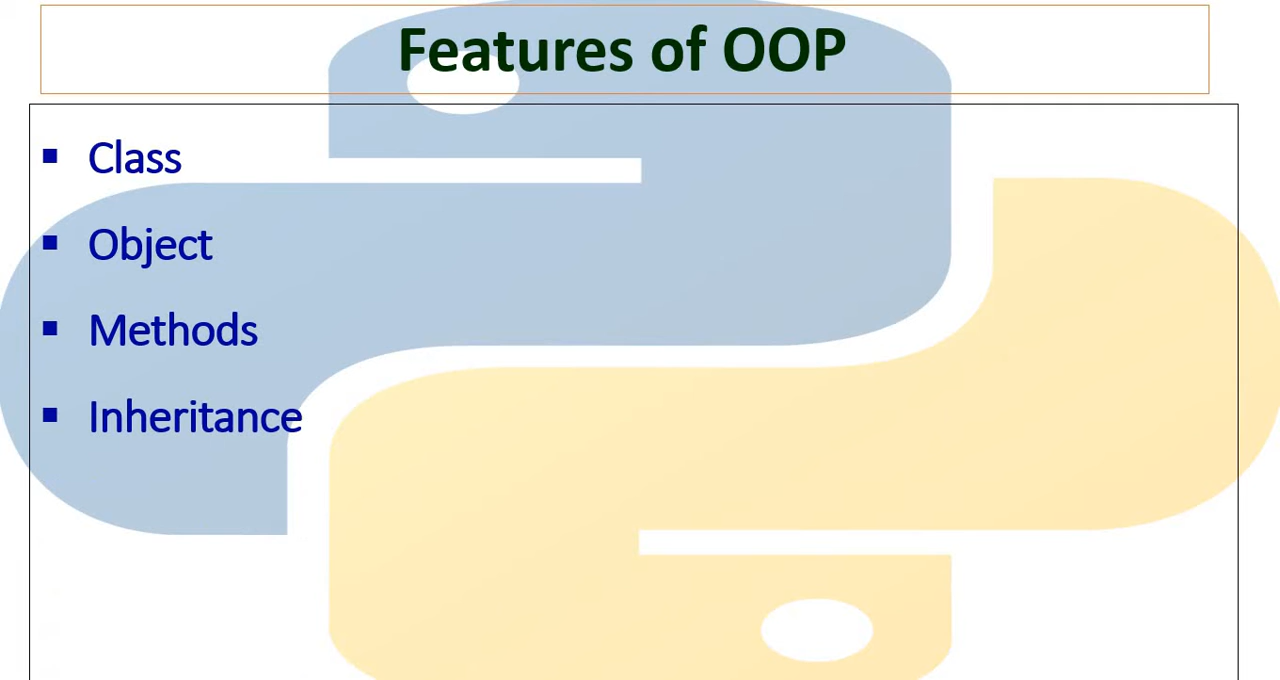 Features of OOP
▪ Class
▪ Object
▪ Methods
▪ Inheritance